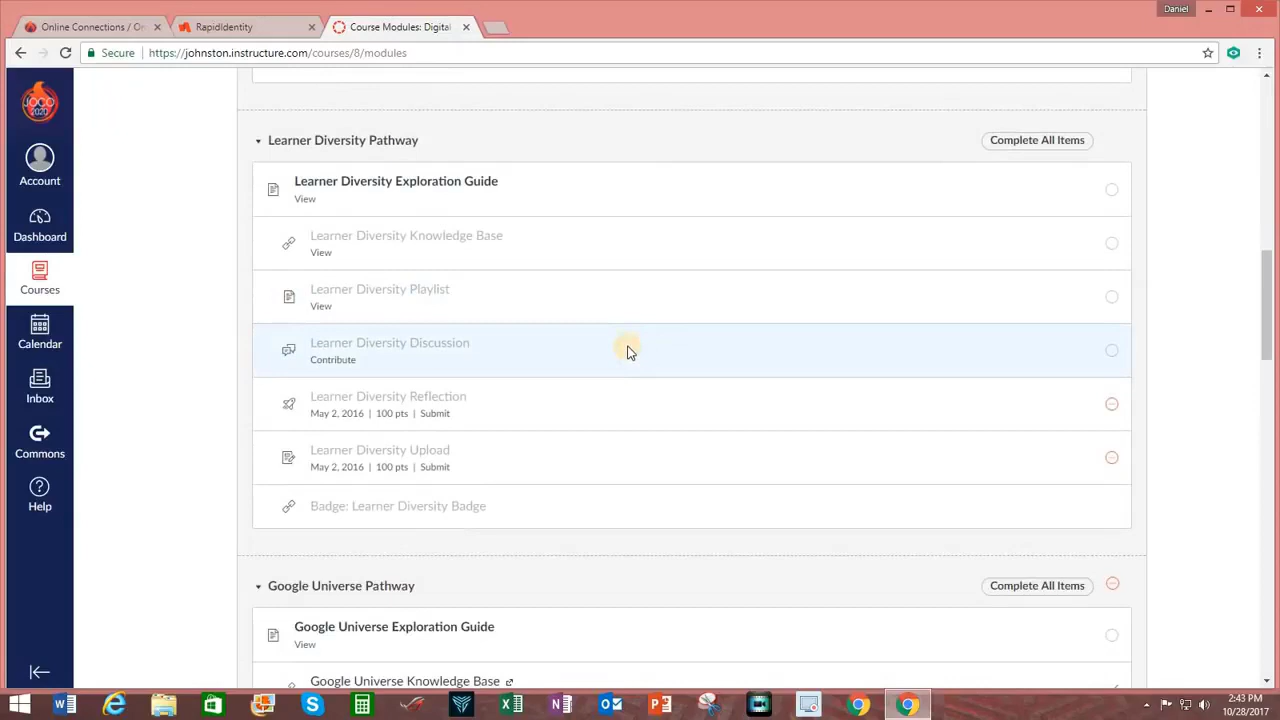 Daniel
Online Connections / On
RapidIdentity
Course Modules: Digital
Secure
https://johnston.instructure.com/courses/8/modules
JOCO
2020
Account
Dashboard
Courses
Calendar
Inbox
Commons
Help
Learner Diversity Pathway
Complete All Items
Learner Diversity Exploration Guide
View
Learner Diversity Knowledge Base
View
Learner Diversity Playlist
View
Learner Diversity Discussion
Contribute
Learner Diversity Reflection
May 2, 2016 | 100 pts | Submit
Learner Diversity Upload
May 2, 2016 | 100 pts | Submit
Badge: Learner Diversity Badge
Google Universe Pathway
Complete All Items
Google Universe Exploration Guide
View
Google Universe Knowledge Base
2:43 PM
10/28/2017